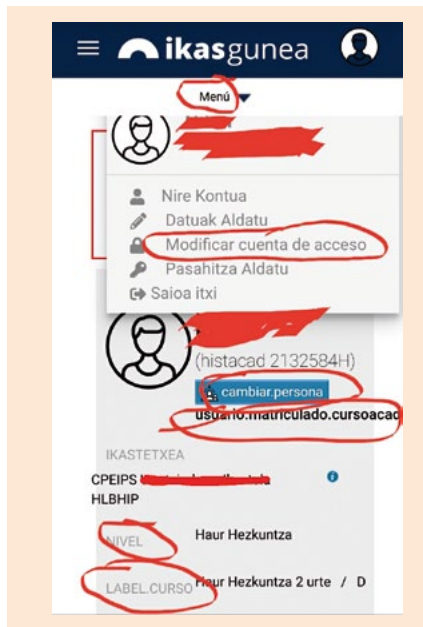 ikasgunea
Menú
Nire Kontua
Datuak Aldatu
Modificar cuenta de acceso
Pasahitza Aldatu
Saioa itxi
(histacad 2132584H)
cambiar.persona
usuario.matriculado.cursoacad
IKASTETXEA
CPEIPS
HLBHIP
NIVEL Haur Hezkuntza
LABEL.CURSO Haur Hezkuntza 2 urte / D